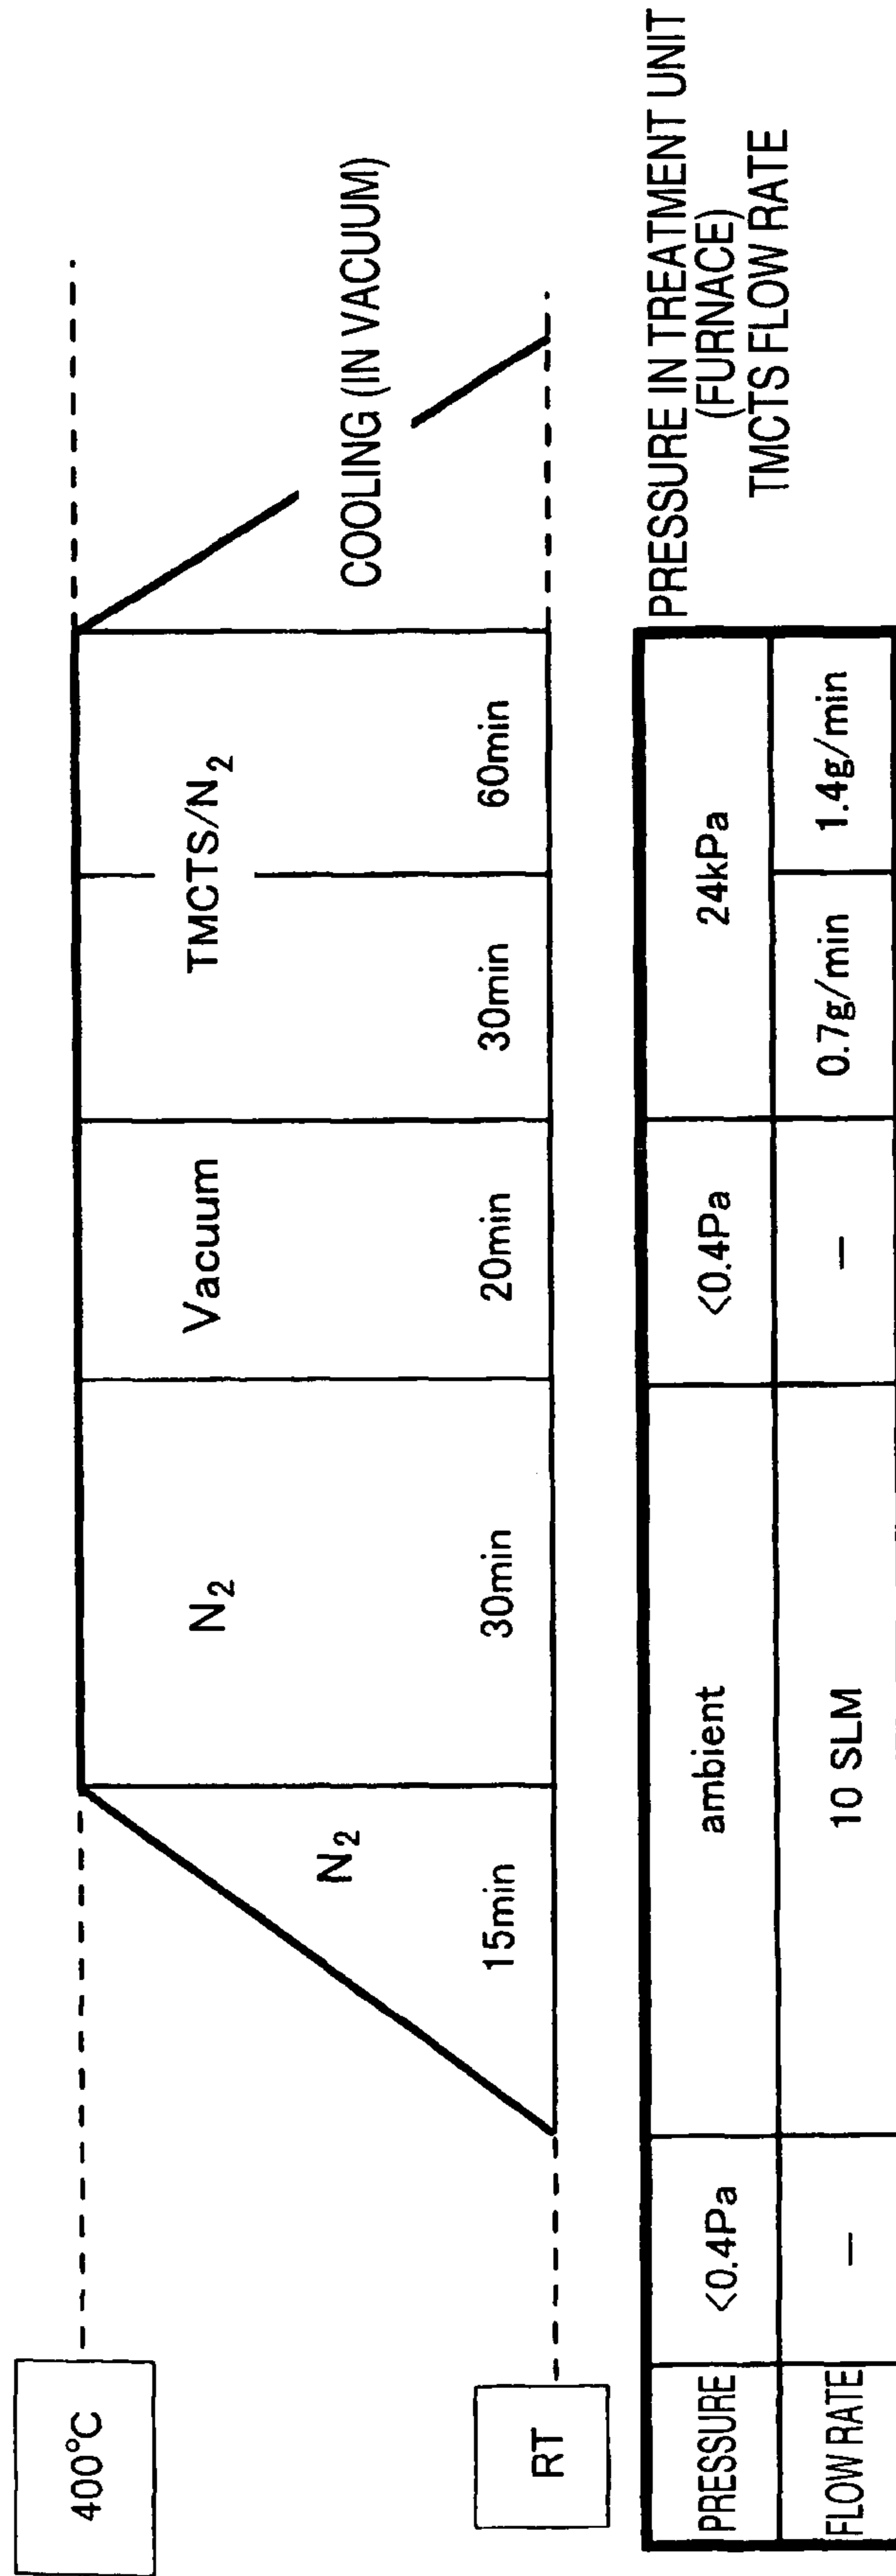 400°C
RT
N2
15min
N2
30min
Vacuum
20min
TMCTS/N2
30min
60min
COOLING (IN VACUUM)
PRESSURE <0.4Pa ambient <0.4Pa 24kPa
FLOW RATE – 10 SLM – 0.7g/min 1.4g/min
PRESSURE IN TREATMENT UNIT
(FURNACE)
TMCTS FLOW RATE